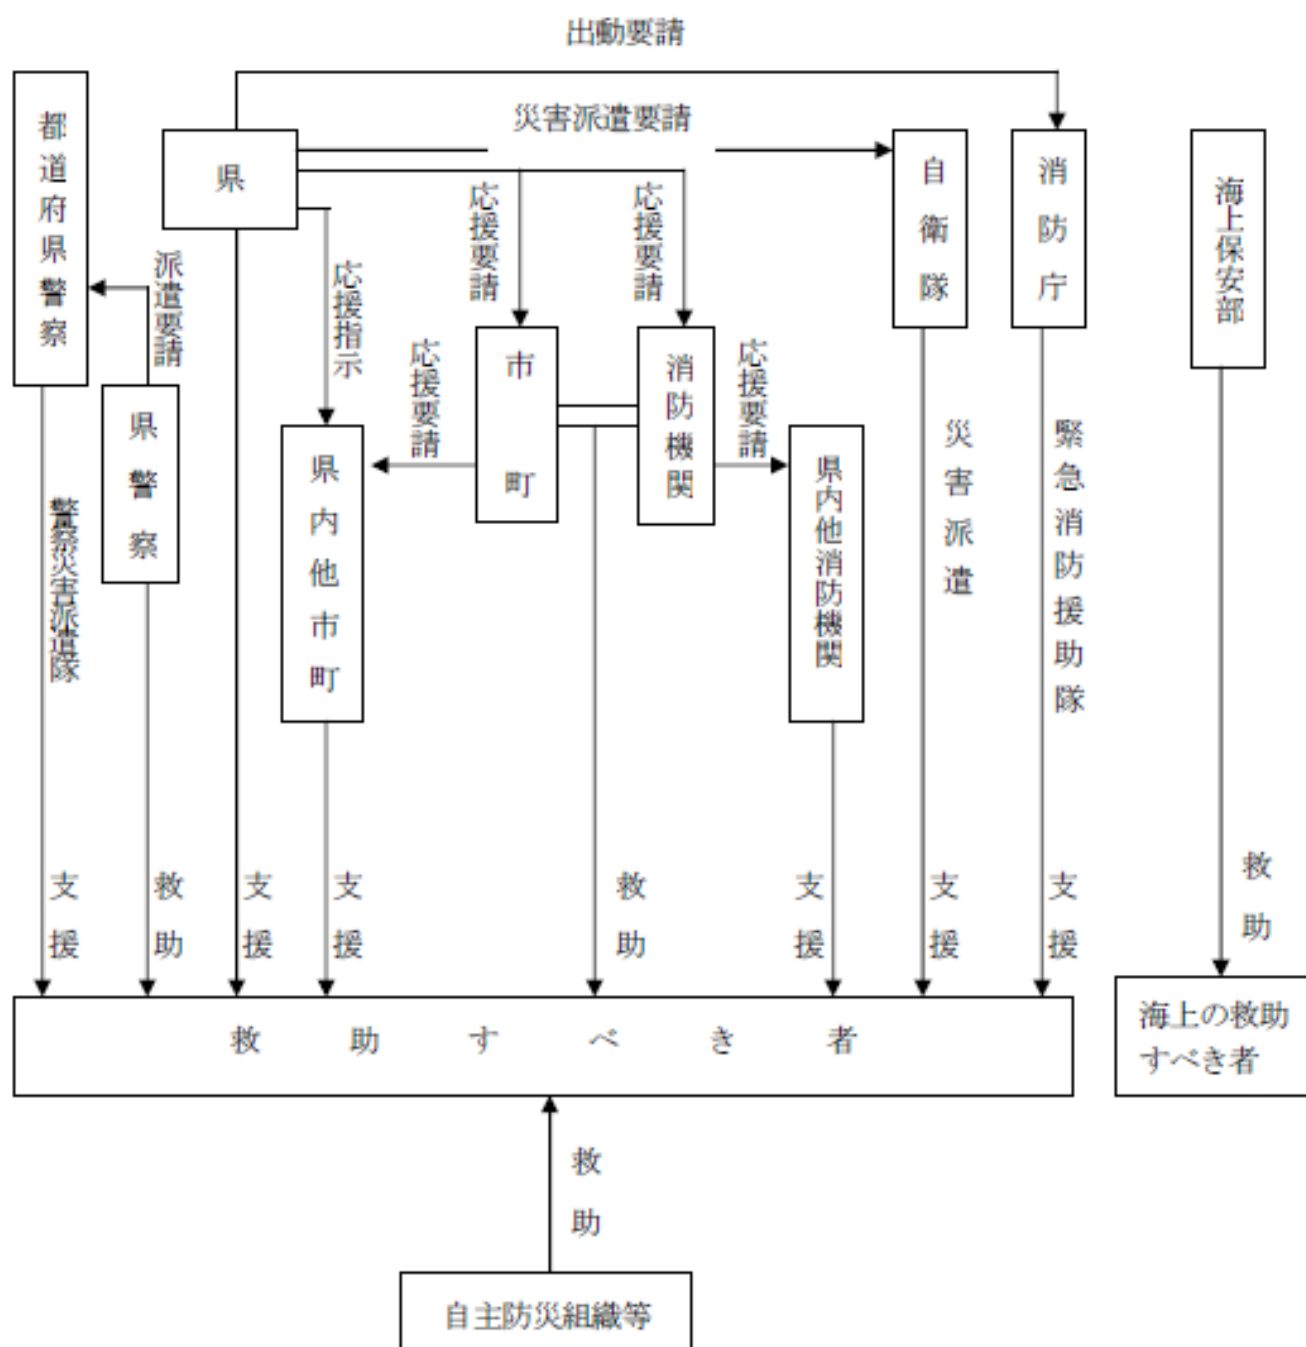 出動要請
災害派遣要請
都道府県警察
県
自衛隊
消防庁
海上保安部
派遣要請
応援指示
応援要請
応援要請
市町
消防機関
応援要請
応援要請
県警察
県内他市町
県内他消防機関
警察災害派遣隊
災害派遣
緊急消防援助隊
支援
救助
支援
支援
救助
支援
支援
支援
救助
救助すべき者
海上の救助
すべき者
救助
自主防災組織等